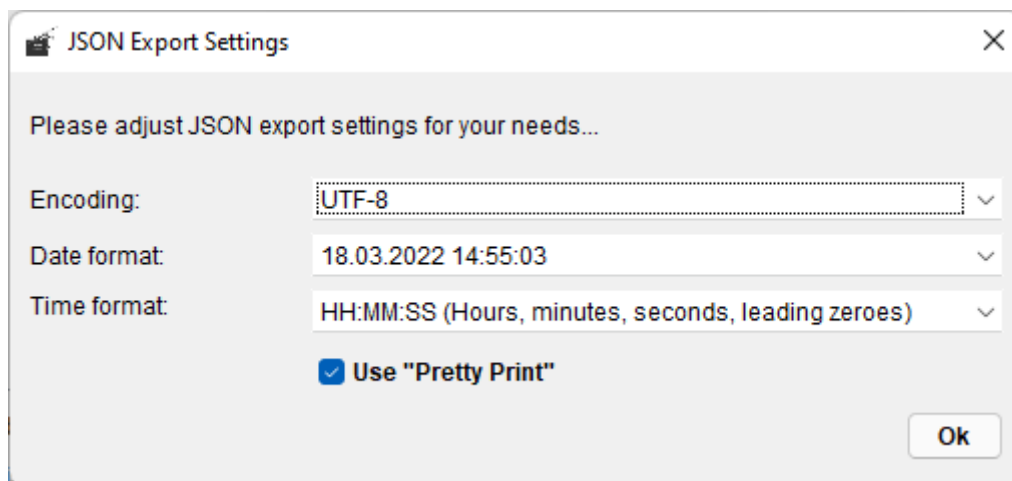 JSON Export Settings
Please adjust JSON export settings for your needs...
Encoding: UTF-8
Date format: 18.03.2022 14:55:03
Time format: HH:MM:SS (Hours, minutes, seconds, leading zeroes)
Use "Pretty Print"
Ok